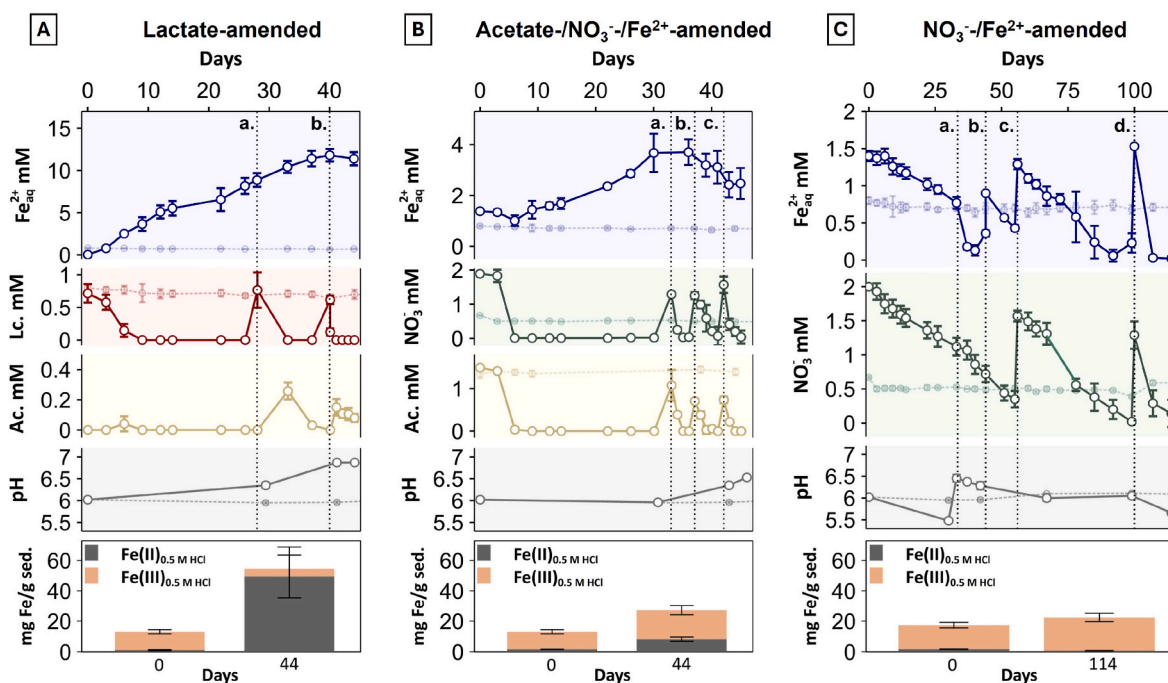 A Lactate-amended
Days
0 10 20 30 40
a. b.
Fe²⁺aq mM
15
10
5
0
Lc. mM
1
0.5
0
Ac. mM
0.4
0.2
0
pH
7
6.5
6
5.5
mg Fe/g sed.
60
40
20
0
Fe(II)0.5 M HCl
Fe(III)0.5 M HCl
0 44
Days
B Acetate-/NO₃⁻-/Fe²⁺-amended
Days
0 10 20 30 40
a. b. c.
Fe²⁺aq mM
4
2
0
NO₃⁻ mM
2
1
0
Ac. mM
1
0
pH
7
6.5
6
5.5
mg Fe/g sed.
60
40
20
0
Fe(II)0.5 M HCl
Fe(III)0.5 M HCl
0 44
Days
C NO₃⁻-/Fe²⁺-amended
Days
0 25 50 75 100
a. b. c. d.
Fe²⁺aq mM
2
1.5
1
0.5
0
NO₃⁻ mM
2
1.5
1
0.5
0
pH
7
6.5
6
5.5
mg Fe/g sed.
60
40
20
0
Fe(II)0.5 M HCl
Fe(III)0.5 M HCl
0 114
Days